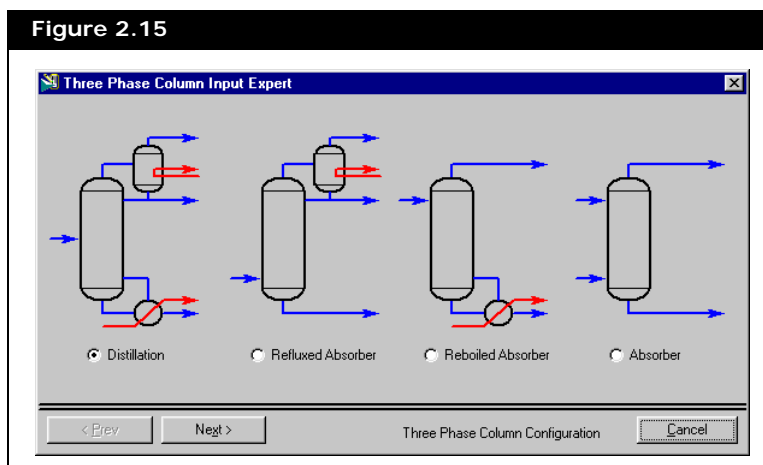 Figure 2.15
Three Phase Column Input Expert
Distillation
Refluxed Absorber
Reboiled Absorber
Absorber
< Prev
Next >
Three Phase Column Configuration
Cancel